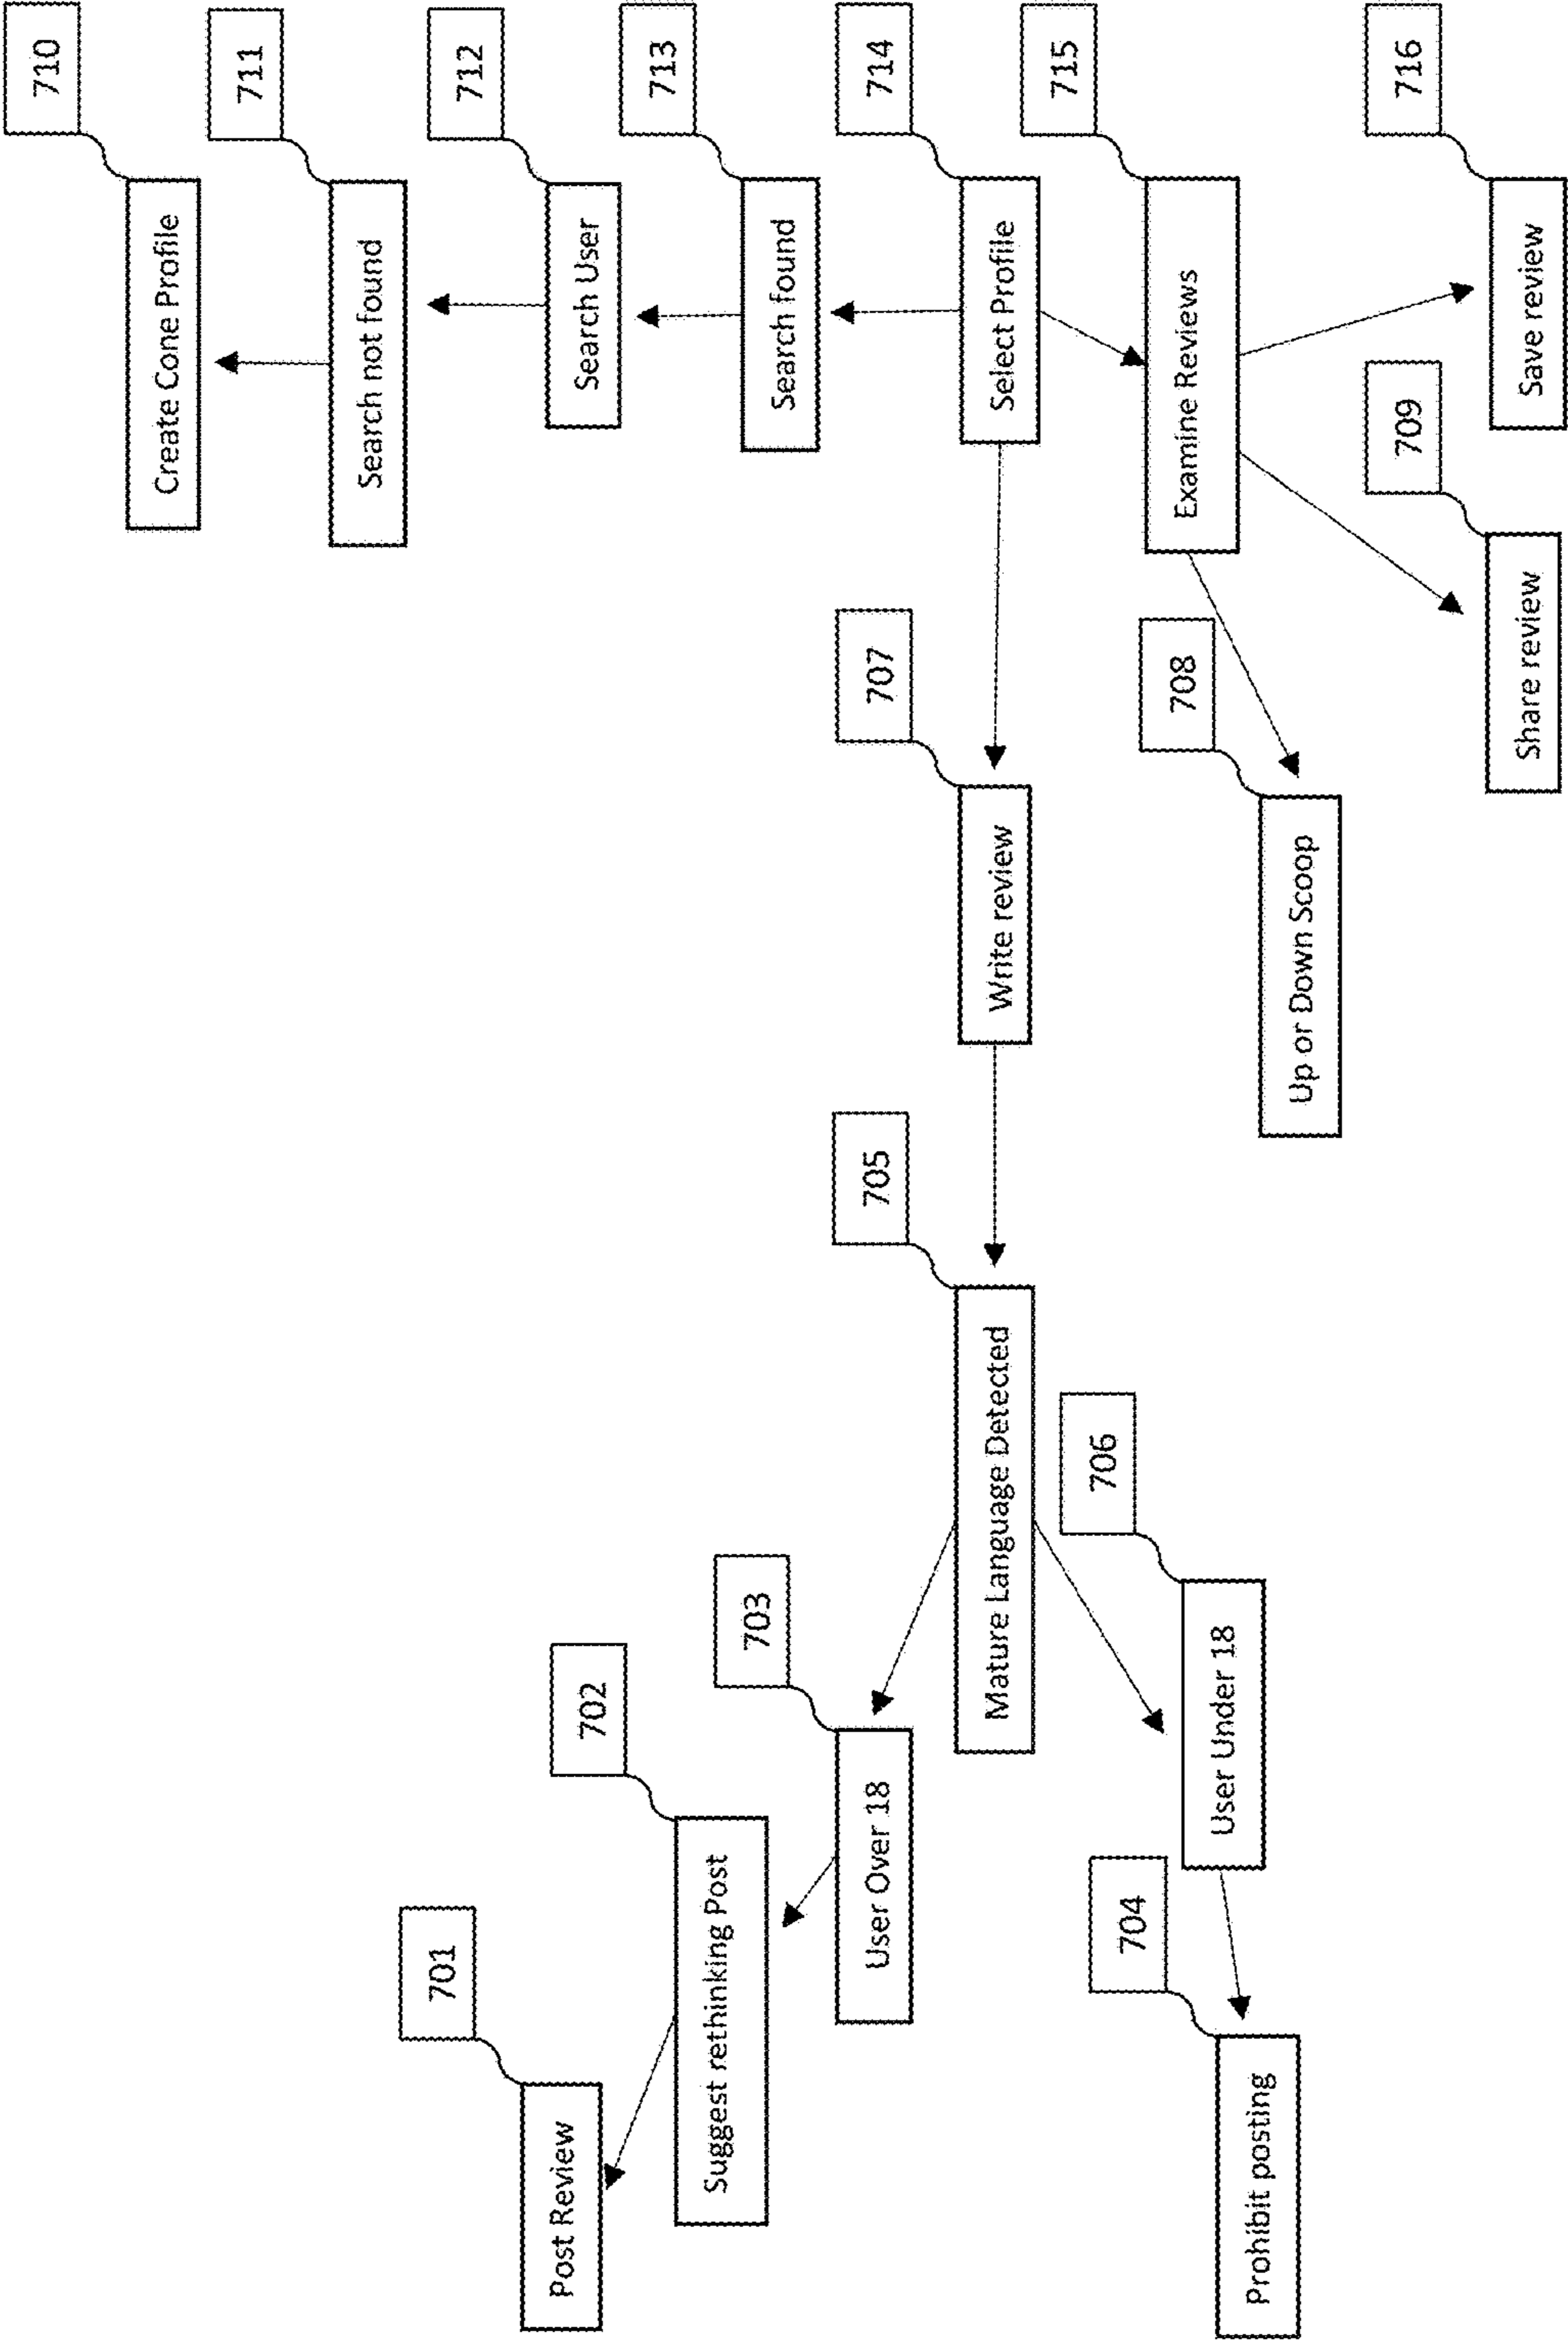 710
Create Cone Profile
711
Search not found
701
712
Post Review
702
Search User
713
Suggest rethinking Post
703
Search found
User Over 18
705
707
714
Mature Language Detected
Write review
Select Profile
715
706
704
708
Examine Reviews
User Under 18
Prohibit posting
Up or Down Scoop
709
716
Share review
Save review